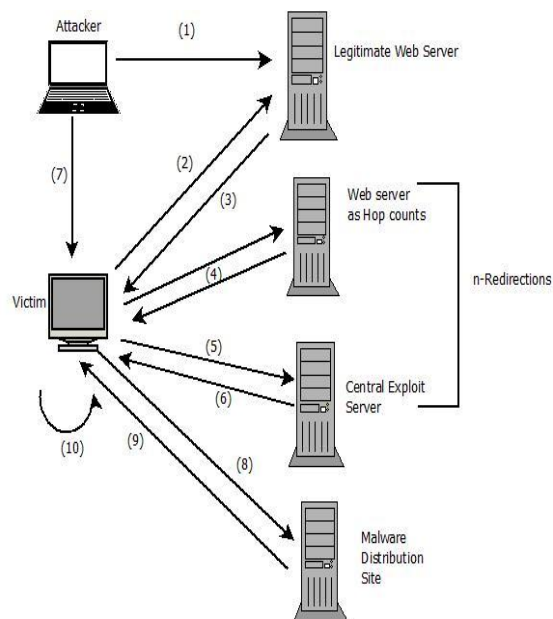 Attacker
(1)
Legitimate Web Server
(2)
(3)
(7)
Web server
as Hop counts
(4)
n-Redirections
Victim
(5)
(6)
Central Exploit
Server
(10)
(9)
(8)
Malware
Distribution
Site